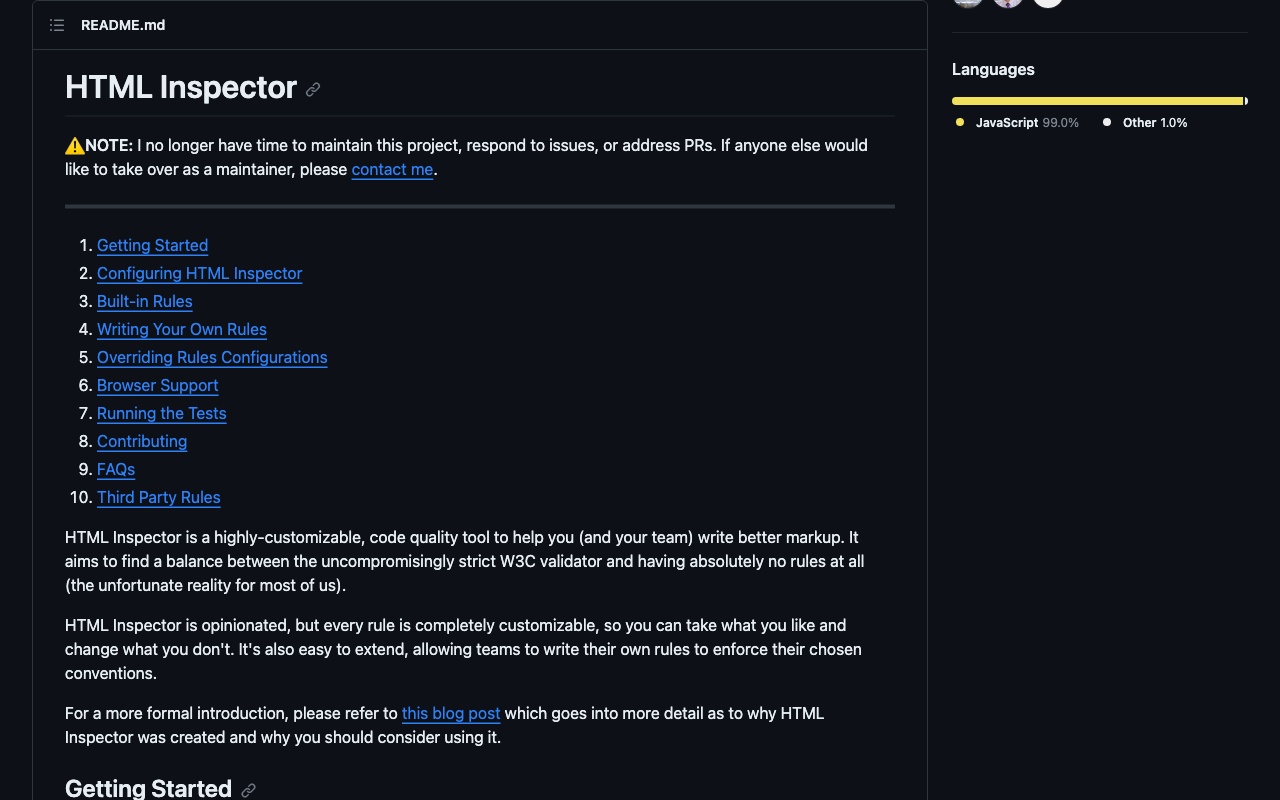 README.md
HTML Inspector
⚠️NOTE: I no longer have time to maintain this project, respond to issues, or address PRs. If anyone else would
like to take over as a maintainer, please contact me.
1. Getting Started
2. Configuring HTML Inspector
3. Built-in Rules
4. Writing Your Own Rules
5. Overriding Rules Configurations
6. Browser Support
7. Running the Tests
8. Contributing
9. FAQs
10. Third Party Rules
HTML Inspector is a highly-customizable, code quality tool to help you (and your team) write better markup. It
aims to find a balance between the uncompromisingly strict W3C validator and having absolutely no rules at all
(the unfortunate reality for most of us).
HTML Inspector is opinionated, but every rule is completely customizable, so you can take what you like and
change what you don't. It's also easy to extend, allowing teams to write their own rules to enforce their chosen
conventions.
For a more formal introduction, please refer to this blog post which goes into more detail as to why HTML
Inspector was created and why you should consider using it.
Getting Started
Languages
JavaScript 99.0% Other 1.0%